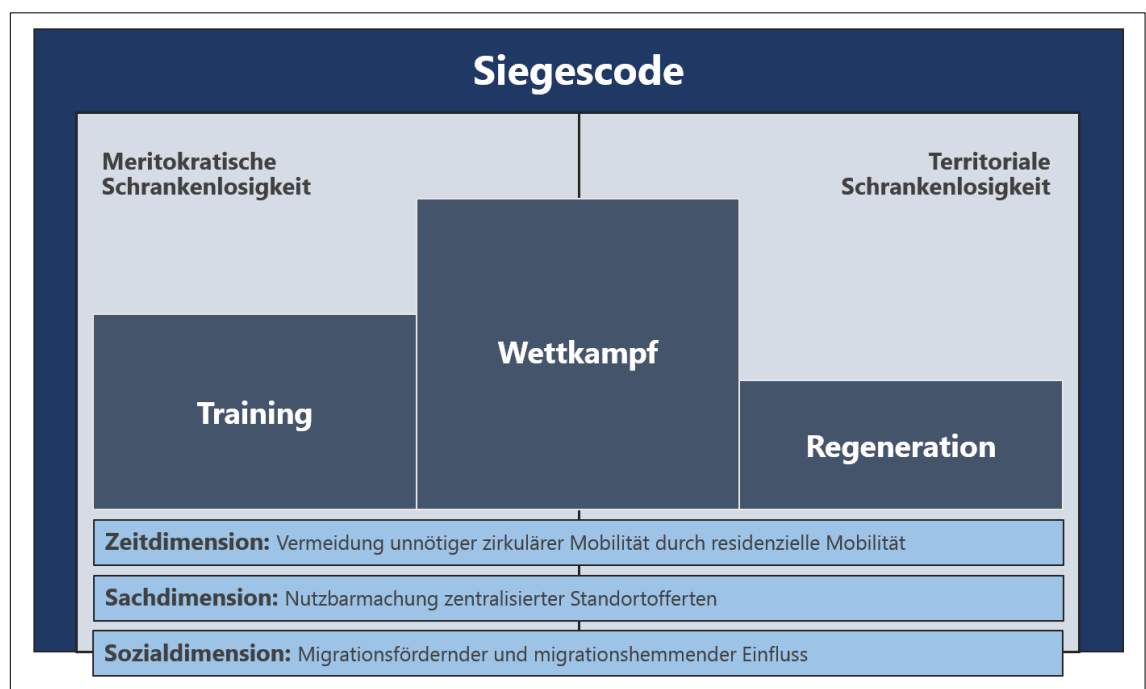 Siegescode
Meritokratische
Schrankenlosigkeit
Territoriale
Schrankenlosigkeit
Wettkampf
Training
Regeneration
Zeitdimension: Vermeidung unnötiger zirkulärer Mobilität durch residenzielle Mobilität
Sachdimension: Nutzbarmachung zentralisierter Standortofferten
Sozialdimension: Migrationsfördernder und migrationshemmender Einfluss